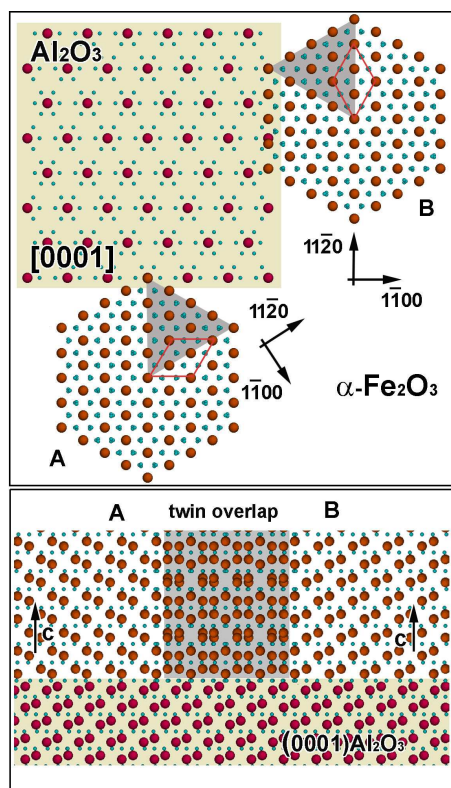 Al₂O₃
[0001]
B
112̅0
11̅00
112̅0
11̅00
α-Fe₂O₃
A
A
twin overlap
B
c
c
(0001)Al₂O₃